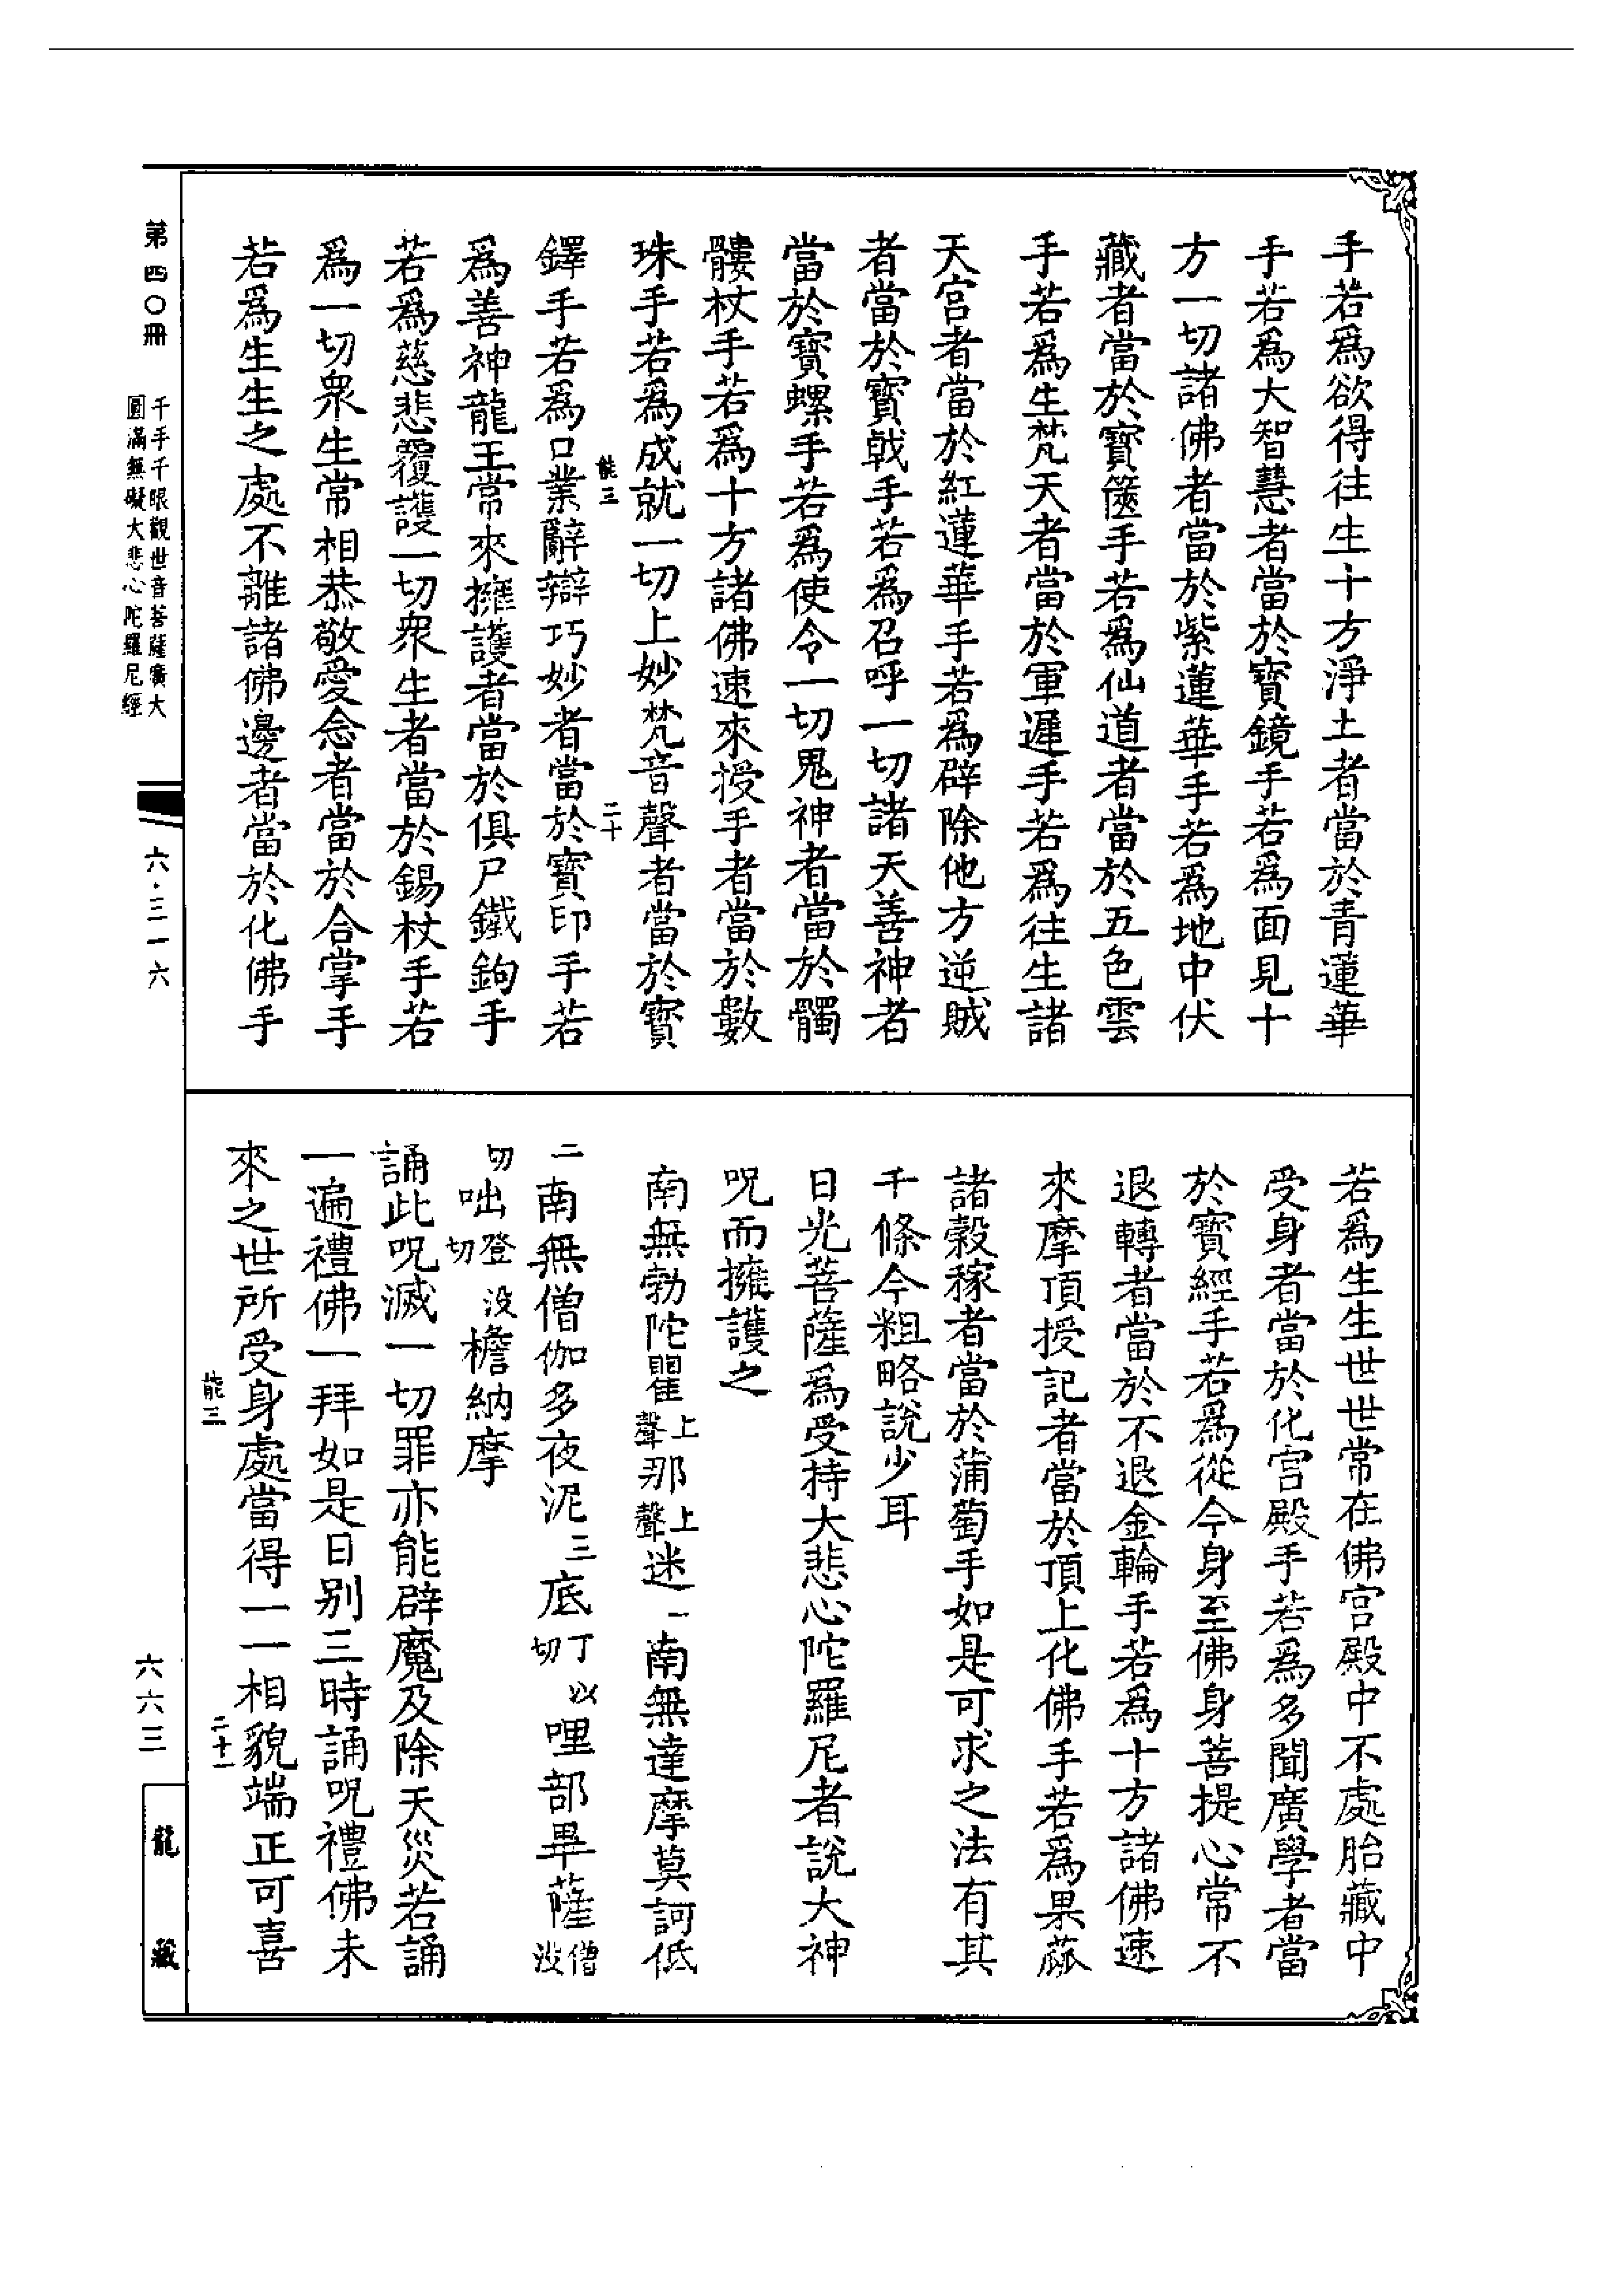 手若爲欲得往生十方淨土者當於青蓮華
手若爲大智慧者當於寶鏡手若爲面見十
方一切諸佛者當於紫蓮華手若爲地中伏
藏者當於寶篋手若爲仙道者當於五色雲
手若爲生梵天者當於軍遲手若爲往生諸
天宮者當於紅蓮華手若爲辟除他方逆賊
者當於寶戟手若爲召呼一切諸天善神者
當於寶螺手若爲使令一切鬼神者當於髑
髏杖手若爲十方諸佛速來授手者當於數
珠手若爲成就一切上妙梵音聲者當於寶
能三
二十
鐸手若爲口業辭辯巧妙者當於寶印手若
爲善神龍王常來擁護者當於俱尸鐵鉤手
若爲慈悲覆護一切衆生者當於錫杖手若
爲一切衆生常相恭敬愛念者當於合掌手
若爲生生之處不離諸佛邊者當於化佛手
若爲生生世世常在佛宮殿中不處胎藏中
受身者當於化宮殿手若爲多聞廣學者當
於寶經手若爲從今身至佛身菩提心常不
退轉者當於不退金輪手若爲十方諸佛速
來摩頂授記者當於頂上化佛手若爲果蓏
諸穀稼者當於蒲萄手如是可求之法有其
千條今粗略說少耳
日光菩薩爲受持大悲心陀羅尼者說大神
呪而擁護之
南無勃陀瞿上聲那上聲迷一南無達摩莫訶低
二南無僧伽多夜泥三底丁以切哩部畢薩僧沒
切咄登沒切檐納摩
誦此呪滅一切罪亦能辟魔及除天災若誦
一遍禮佛一拜如是日別三時誦呪禮佛未
來之世所受身處當得一一相貌端正可喜
能三
二十一
第四〇冊
千手千眼觀世音菩薩廣大
圓滿無礙大悲心陀羅尼經
六·三一六
六六三
龍藏